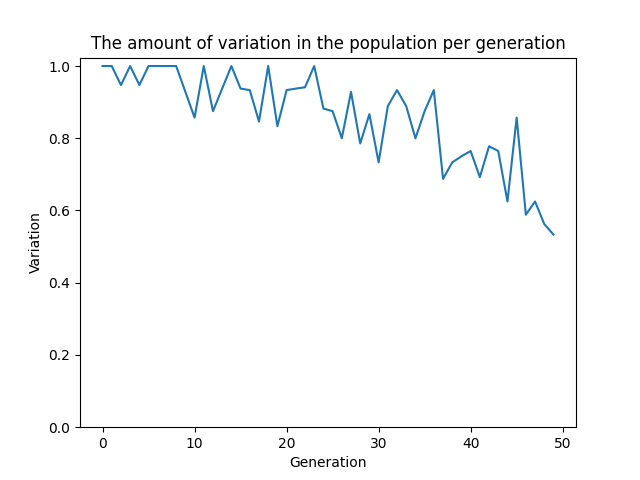 The amount of variation in the population per generation
1.0
0.8
0.6
0.4
0.2
0.0
Variation
0 10 20 30 40 50
Generation